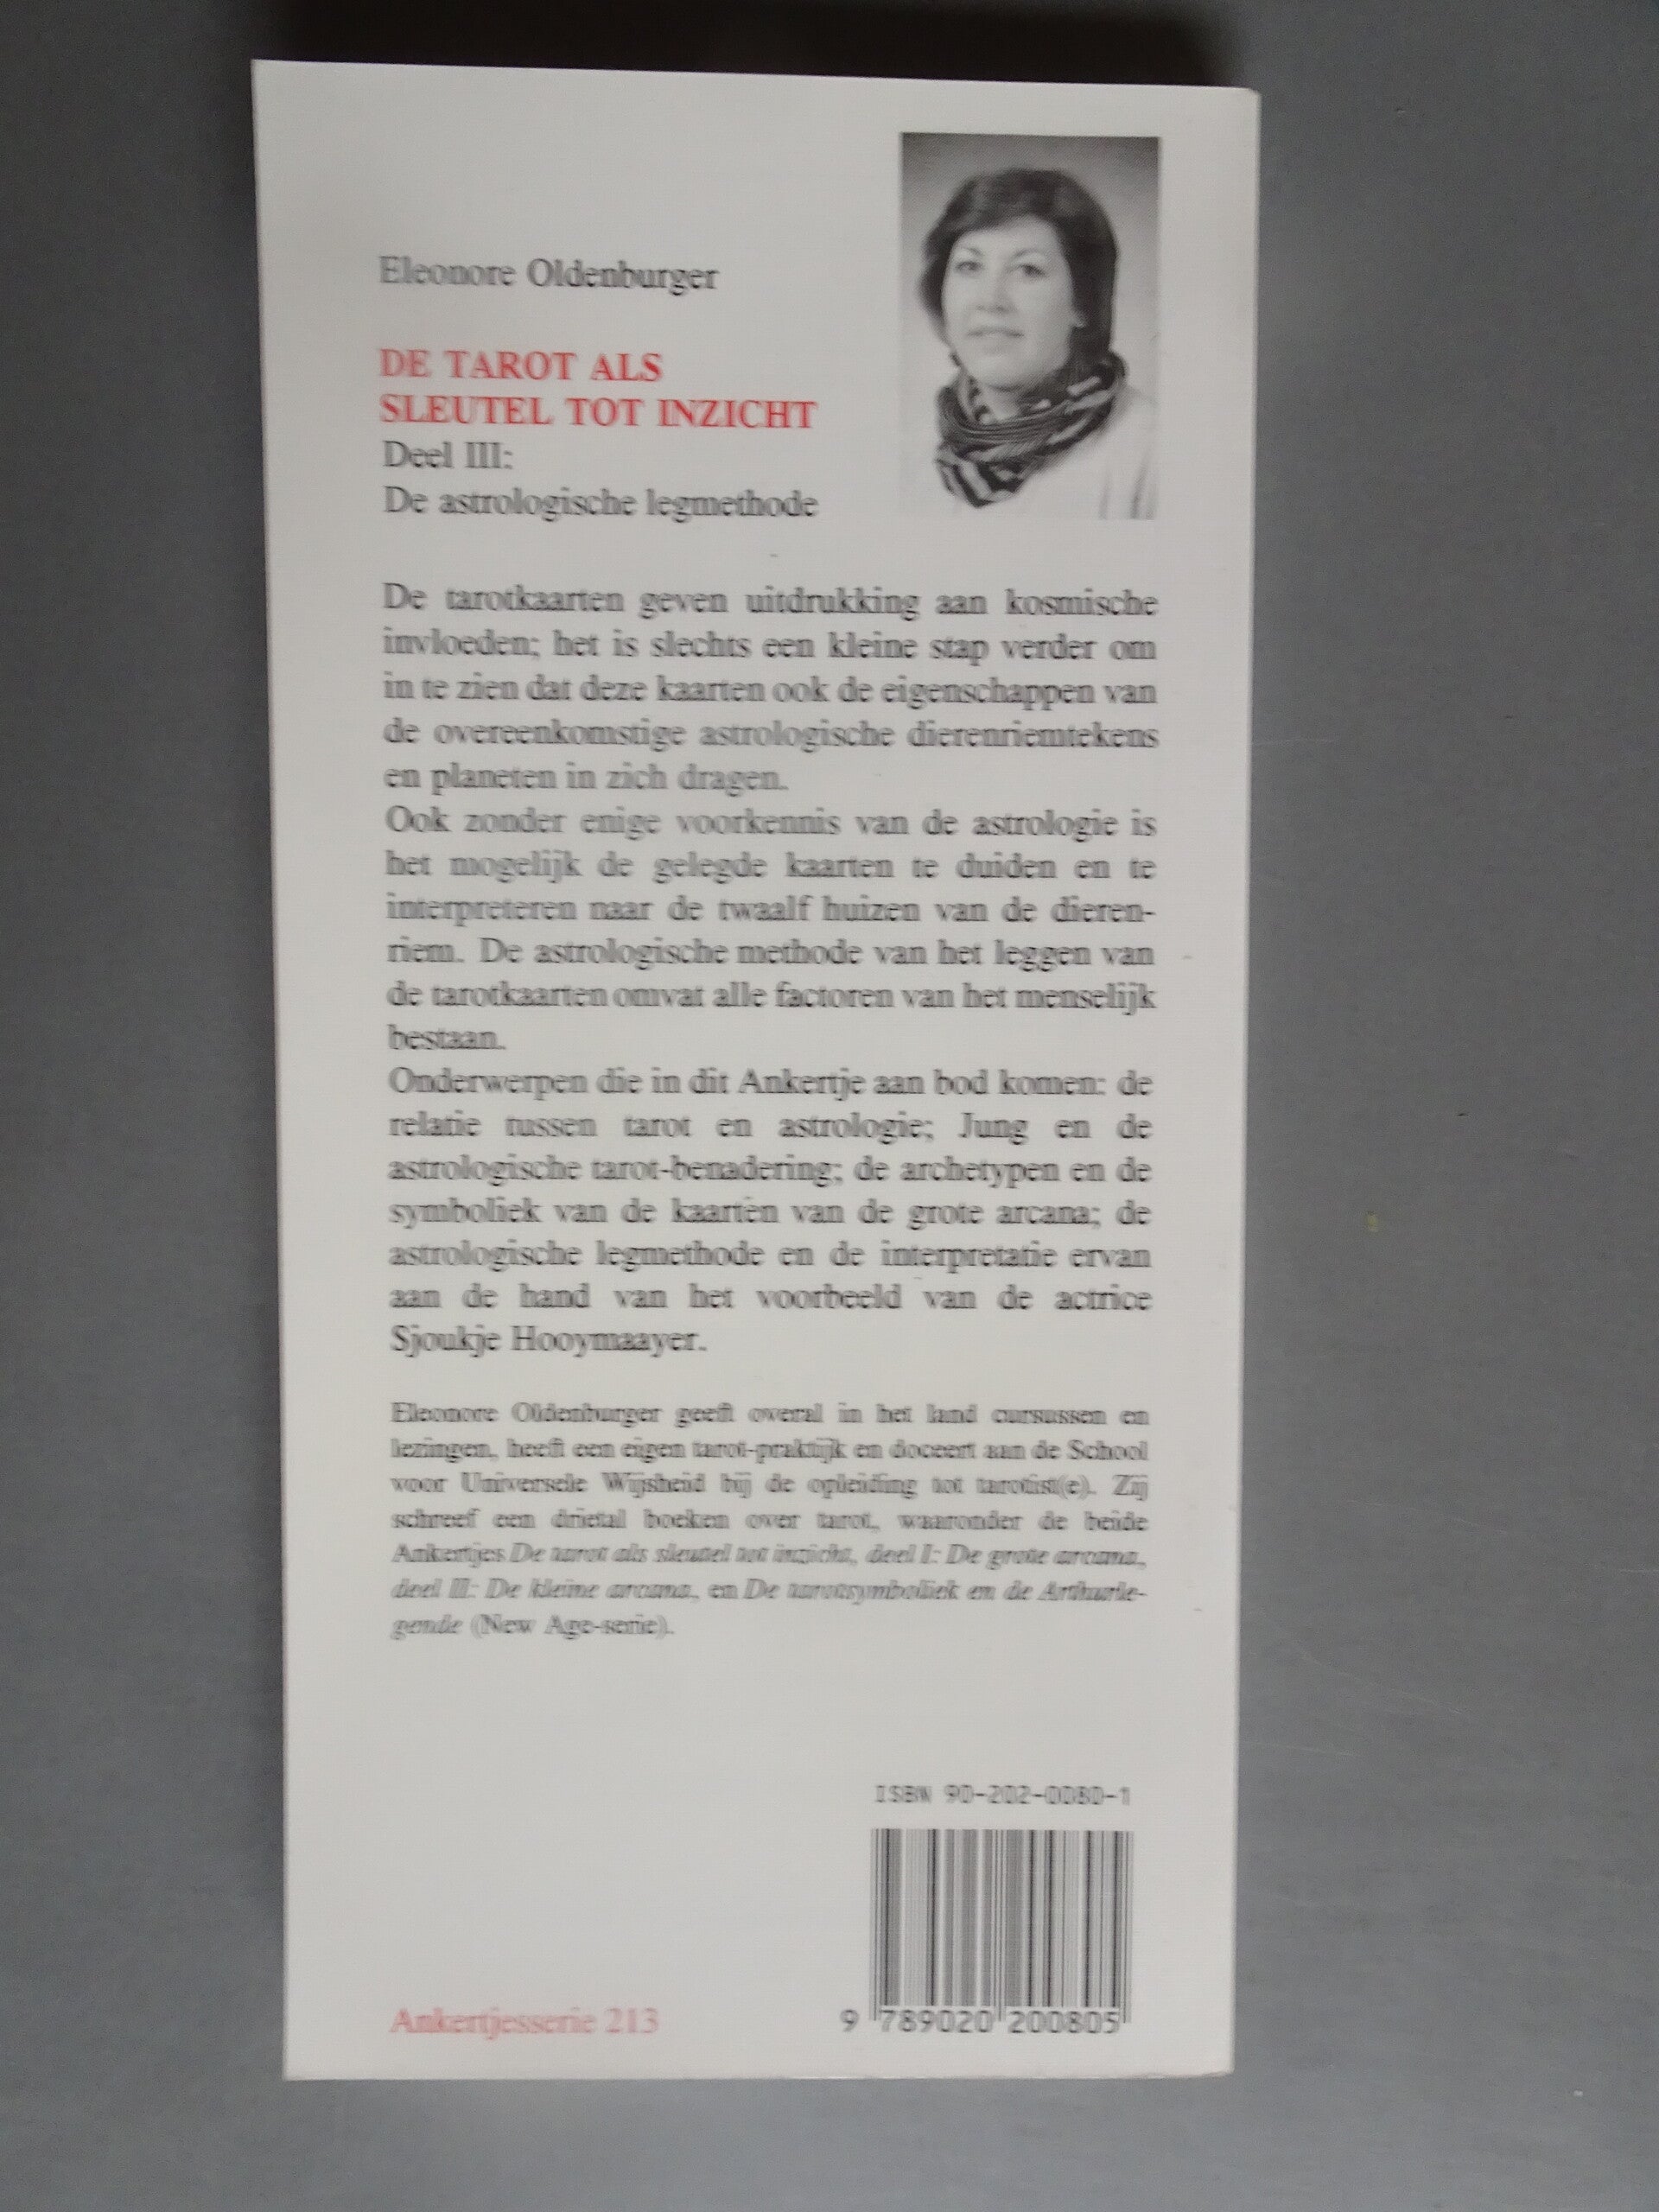 Eleonore Oldenburger
DE TAROT ALS
SLEUTEL TOT INZICHT
Deel III:
De astrologische legmethode
De tarotkaarten geven uitdrukking aan kosmische
invloeden; het is slechts een kleine stap verder om
in te zien dat deze kaarten ook de eigenschappen van
de overeenkomstige astrologische dierenriemtekens
en planeten in zich dragen.
Ook zonder enige voorkennis van de astrologie is
het mogelijk de gelegde kaarten te duiden en te
interpreteren naar de twaalf huizen van de dieren-
riem. De astrologische methode van het leggen van
de tarotkaarten omvat alle factoren van het menselijk
bestaan.
Onderwerpen die in dit Ankertje aan bod komen: de
relatie tussen tarot en astrologie; Jung en de
astrologische tarot-benadering; de archetypen en de
symboliek van de kaarten van de grote arcana; de
astrologische legmethode en de interpretatie ervan
aan de hand van het voorbeeld van de actrice
Sjoukje Hooymaayer.
Eleonore Oldenburger geeft overal in het land cursussen en
lezingen, heeft een eigen tarot-praktijk en doceert aan de School
voor Universele Wijsheid bij de opleiding tot tarotist(e). Zij
schreef een drietal boeken over tarot, waaronder de beide
Ankertjes De tarot als sleutel tot inzicht, deel I: De grote arcana,
deel II: De kleine arcana, en De tarotsymboliek en de Arthurle-
gende (New Age-serie).
ISBN 90-202-0080-1
9 789020 200805
Ankertjesserie 213